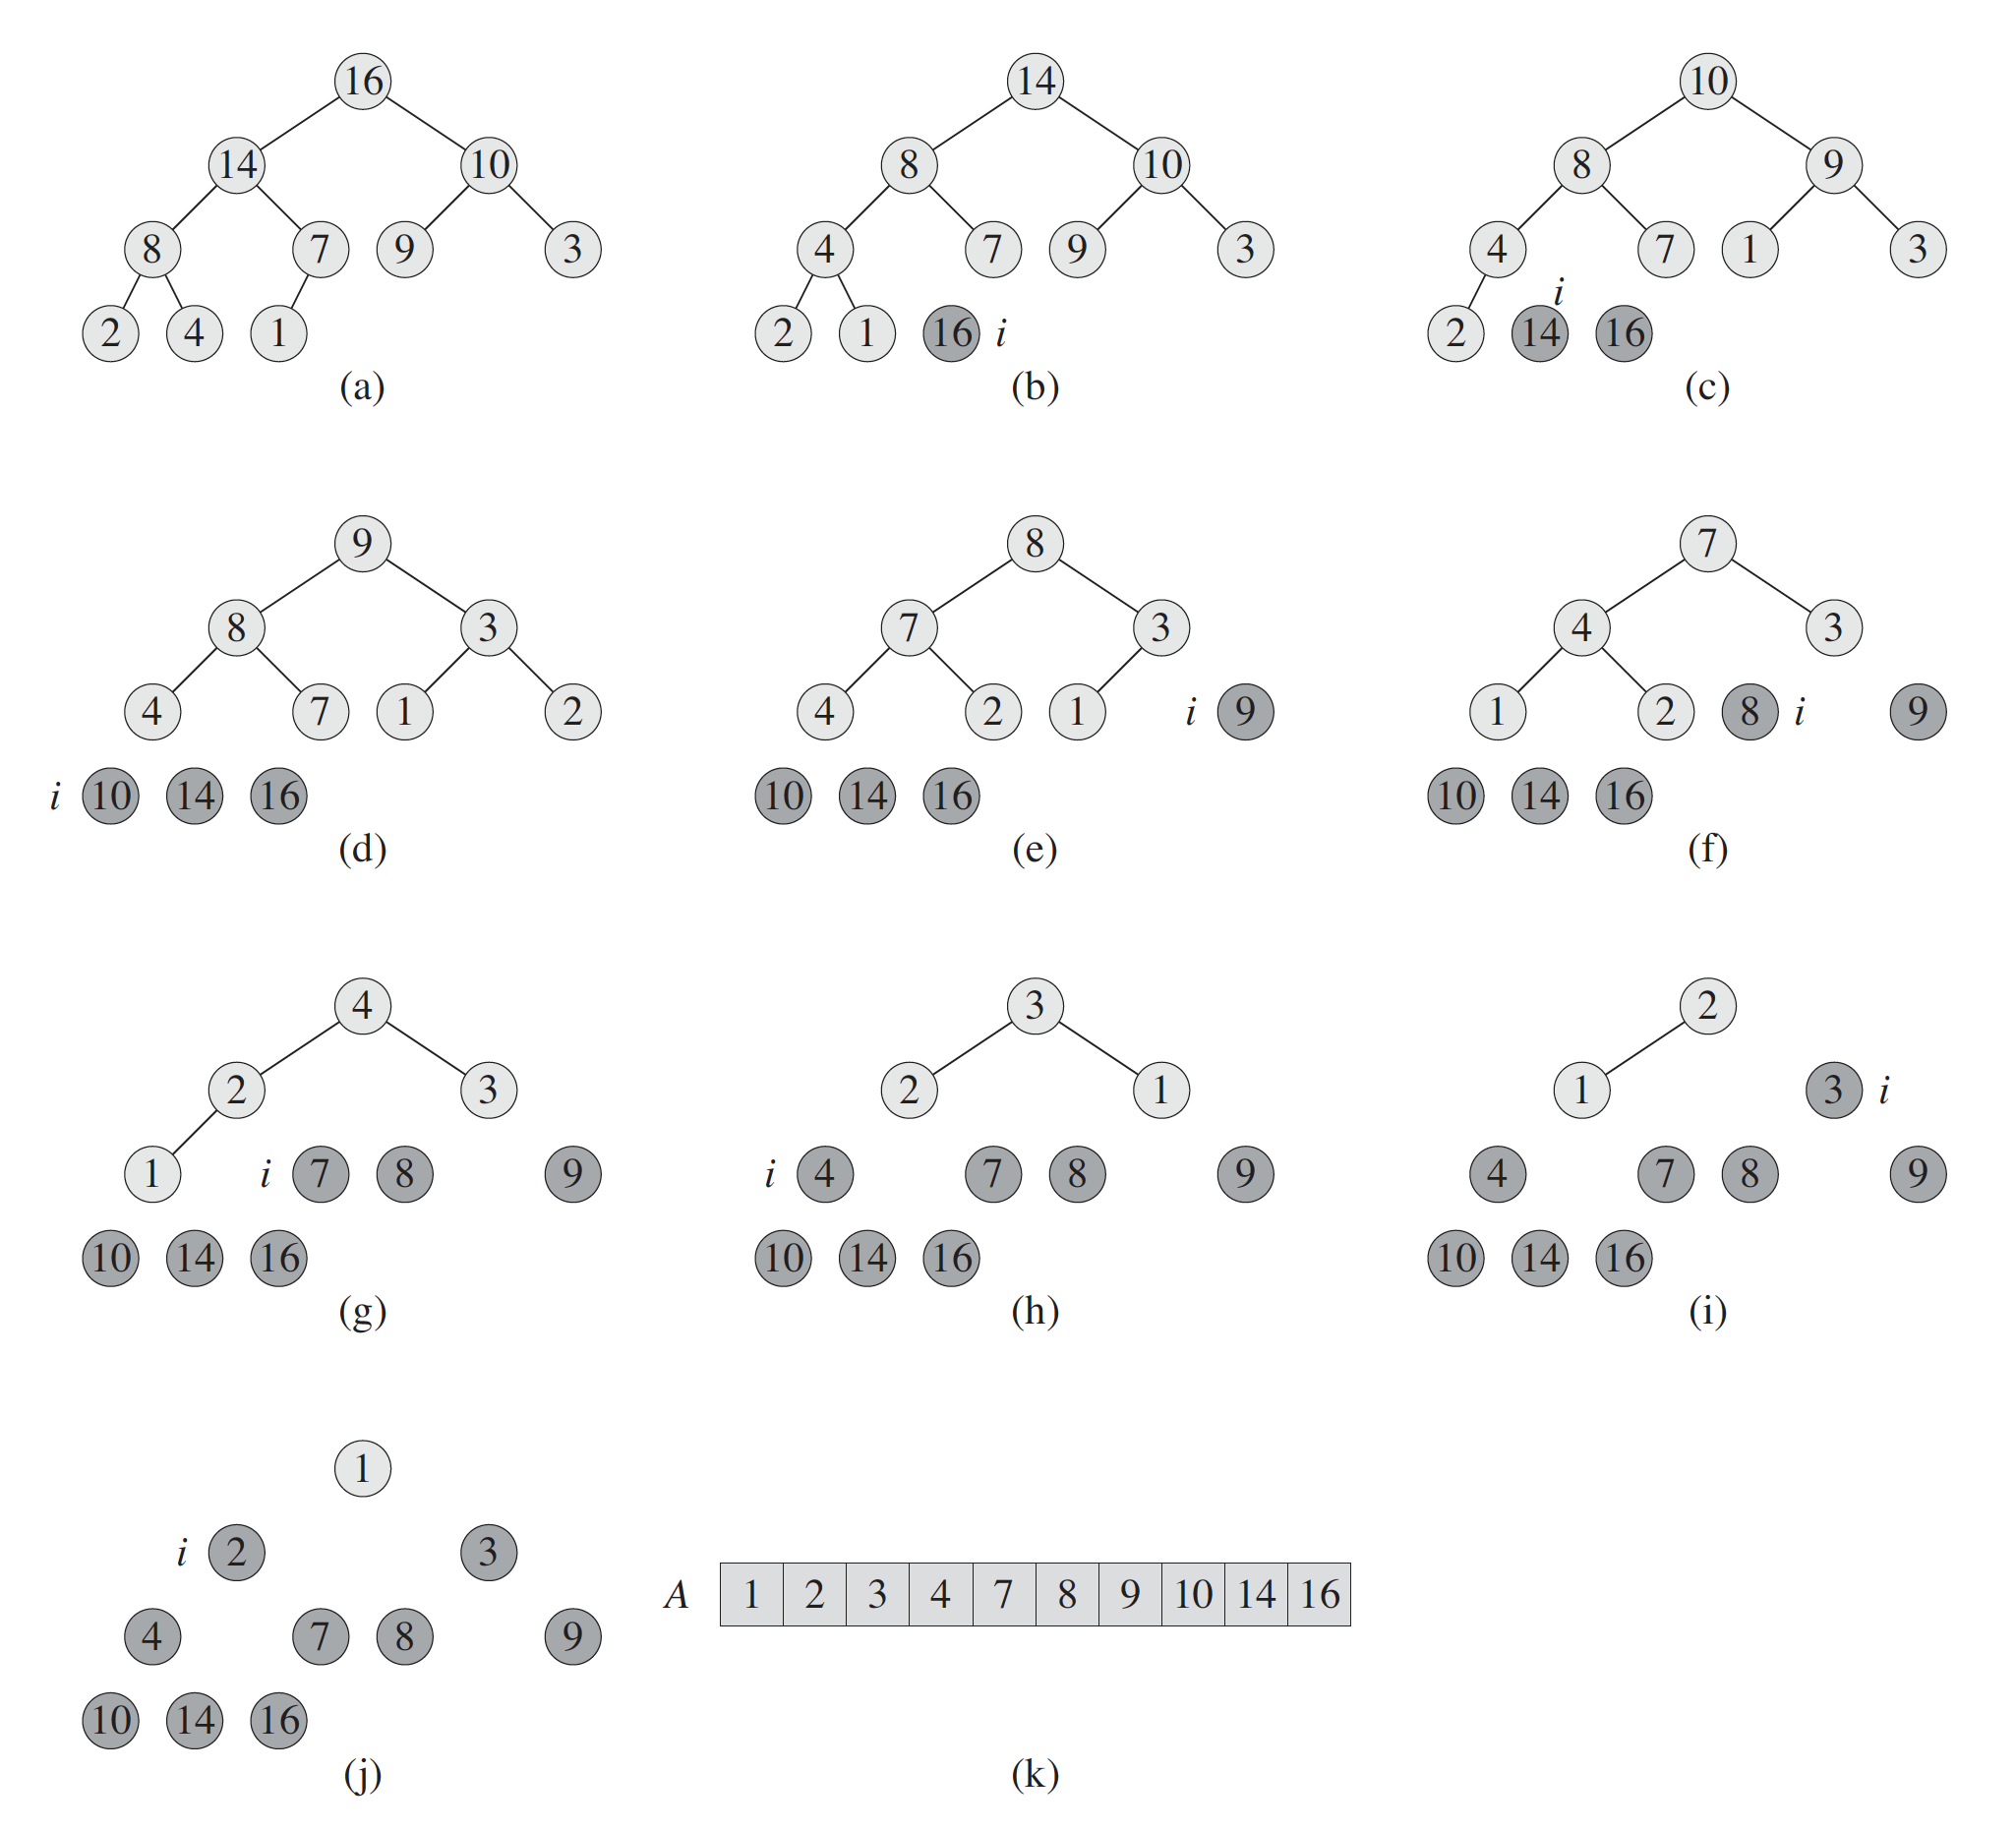 16 14 10
14 10 8 10 8 9
8 7 9 3 4 7 9 3 4 7 1 3
i
2 4 1 2 1 16 i 2 14 16
(a) (b) (c)
9 8 7
8 3 7 3 4 3
4 7 1 2 4 2 1 i 9 1 2 8 i 9
i 10 14 16 10 14 16 10 14 16
(d) (e) (f)
4 3 2
2 3 2 1 1 3 i
1 i 7 8 9 i 4 7 8 9 4 7 8 9
10 14 16 10 14 16 10 14 16
(g) (h) (i)
1
i 2 3
A 1 2 3 4 7 8 9 10 14 16
4 7 8 9
10 14 16
(j) (k)